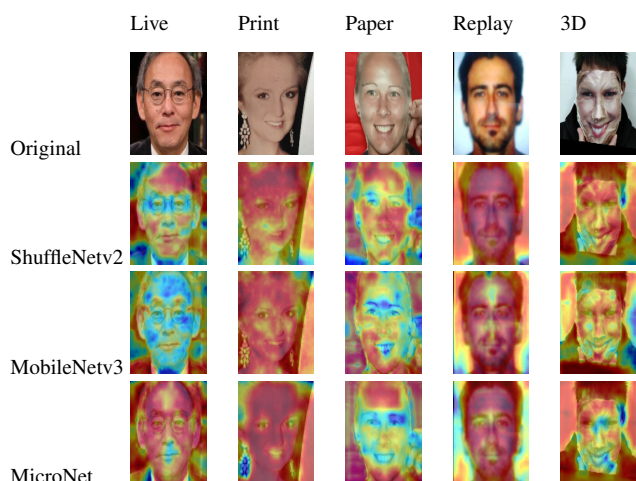 Live Print Paper Replay 3D
Original
ShuffleNetv2
MobileNetv3
MicroNet